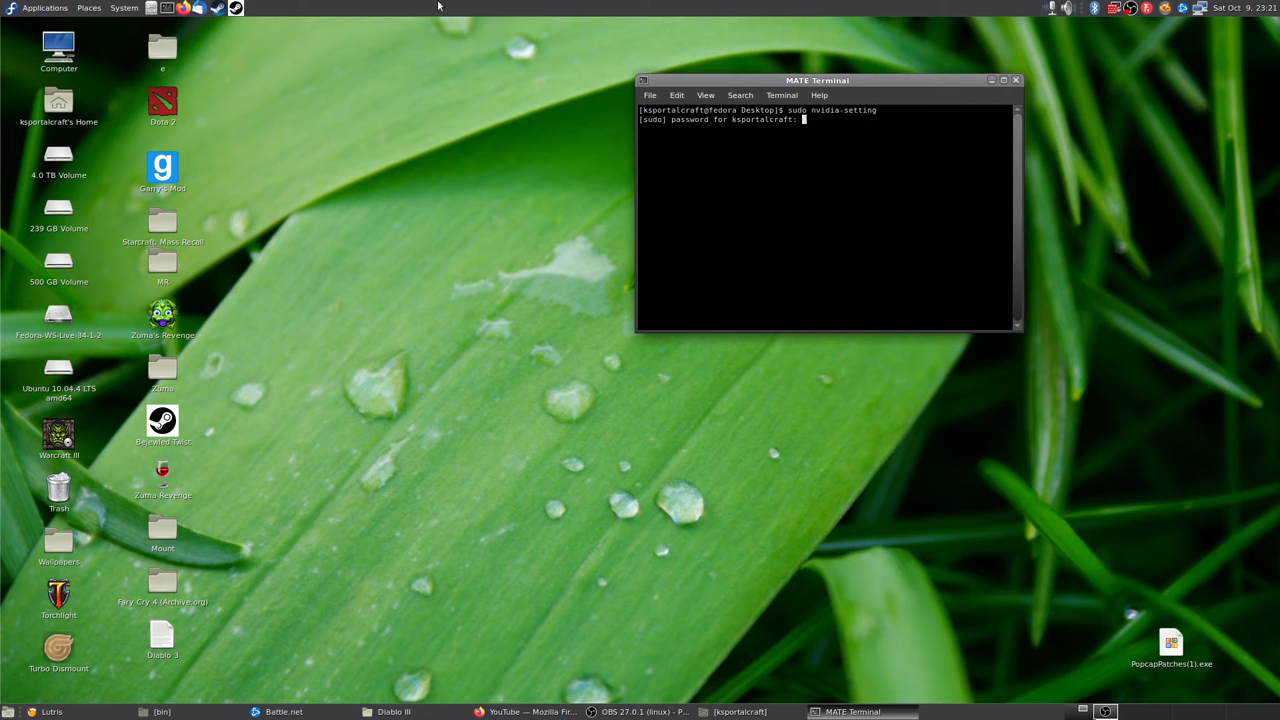 Applications Places System
Sat Oct 9, 23:21
Computer
ksportalcraft's Home
4.0 TB Volume
239 GB Volume
500 GB Volume
Fedora-WS-Live-34-1-2
Ubuntu 10.04.4 LTS
amd64
Warcraft III
Trash
Wallpapers
Torchlight
Turbo Dismount
e
Dota 2
g
Garry's Mod
Starcraft: Mass Recall
MR
Zuma's Revenge
Zuma
Bejewled Twist
Zuma Revenge
Mount
Fary Cry 4 (Archive.org)
Diablo 3
MATE Terminal
File Edit View Search Terminal Help
[ksportalcraft@fedora Desktop]$ sudo nvidia-setting
[sudo] password for ksportalcraft:
PopcapPatches(1).exe
Lutris [bin] Battle.net Diablo III YouTube — Mozilla Fir... OBS 27.0.1 (linux) - P... [ksportalcraft] MATE Terminal